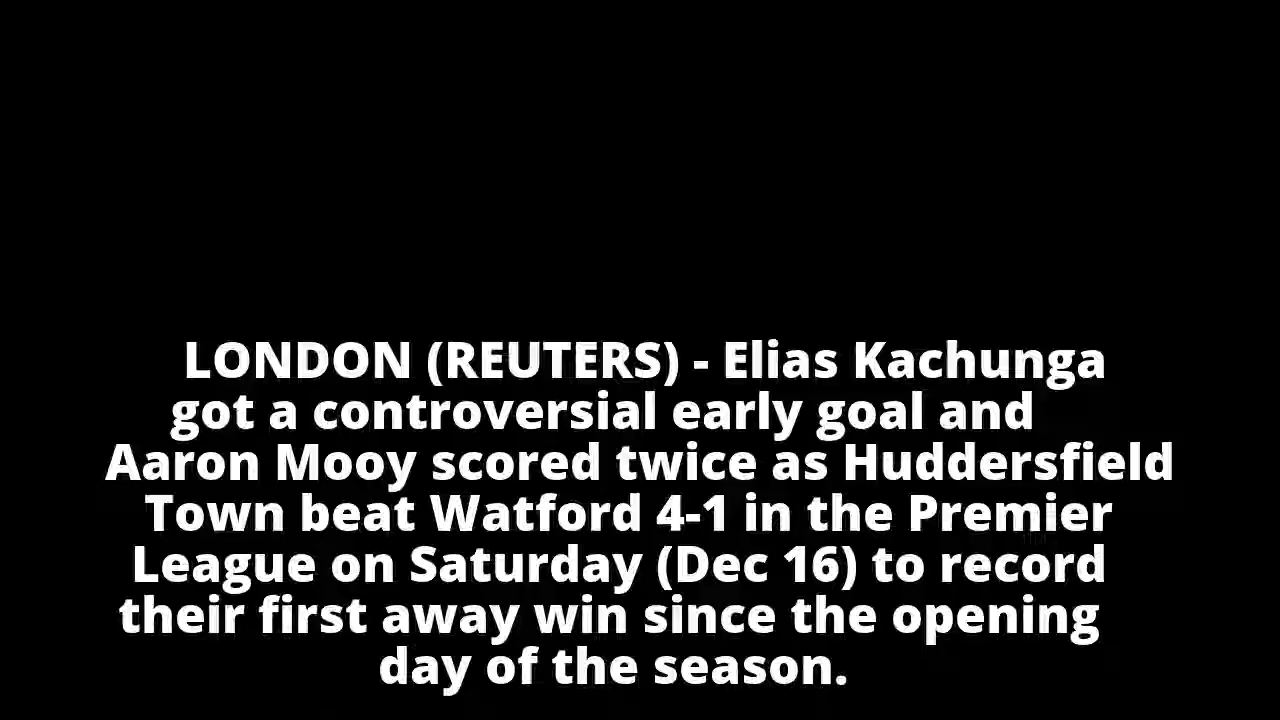 LONDON (REUTERS) - Elias Kachunga
got a controversial early goal and
Aaron Mooy scored twice as Huddersfield
Town beat Watford 4-1 in the Premier
League on Saturday (Dec 16) to record
their first away win since the opening
day of the season.